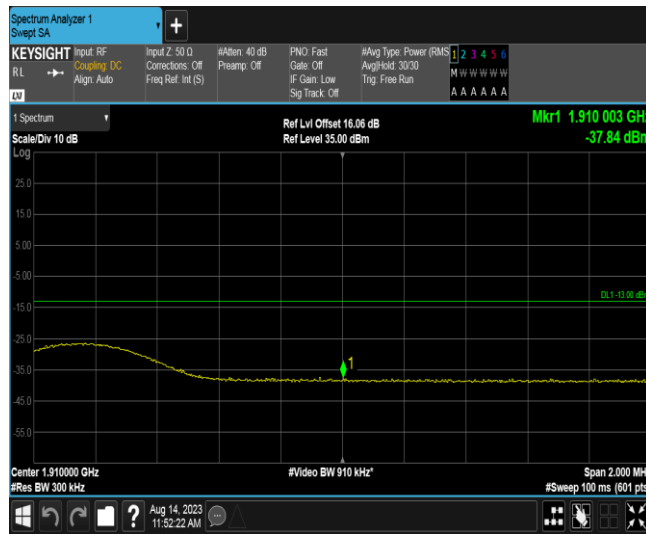 Spectrum Analyzer 1
Swept SA
KEYSIGHT
RL
LXI
Input: RF
Coupling: DC
Align: Auto
Input Z: 50 Ω
Corrections: Off
Freq Ref: Int (S)
#Atten: 40 dB
Preamp: Off
PNO: Fast
Gate: Off
IF Gain: Low
Sig Track: Off
#Avg Type: Power (RMS
Avg|Hold: 30/30
Trig: Free Run
1 2 3 4 5 6
M W W W W W
A A A A A A
1 Spectrum
Scale/Div 10 dB
Log
Ref Lvl Offset 16.06 dB
Ref Level 35.00 dBm
Mkr1 1.910 003 GHz
-37.84 dBm
25.0
15.0
5.00
-5.00
-15.0
-25.0
-35.0
-45.0
-55.0
DL1 -13.00 dBm
1
Center 1.910000 GHz
#Res BW 300 kHz
#Video BW 910 kHz*
Span 2.000 MH
#Sweep 100 ms (601 pts
?
Aug 14, 2023
11:52:22 AM